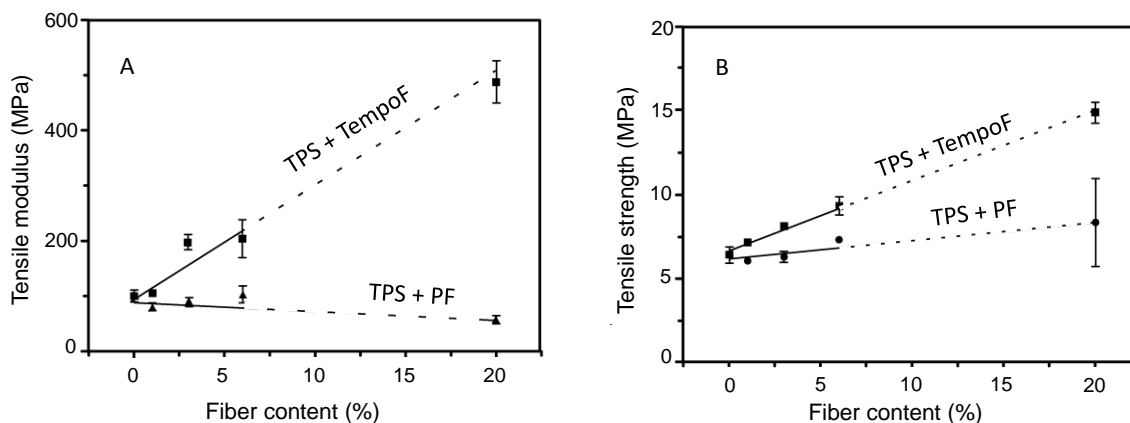 A
Tensile modulus (MPa)
600
400
200
0
TPS + TempoF
TPS + PF
0 5 10 15 20
Fiber content (%)
B
Tensile strength (MPa)
20
15
10
5
0
TPS + TempoF
TPS + PF
0 5 10 15 20
Fiber content (%)